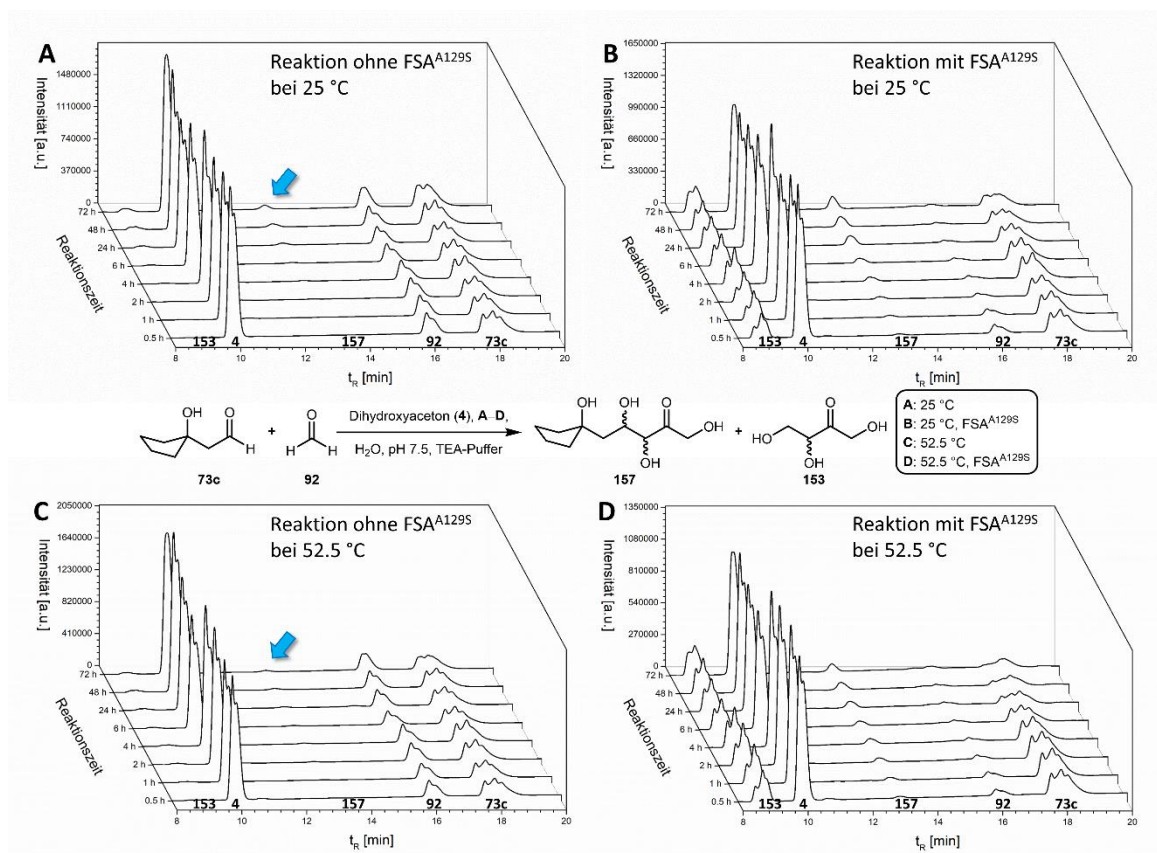 A
Reaktion ohne FSA^A129S
bei 25 °C
Intensität [a.u.]
1480000
1110000
740000
370000
0
72 h
48 h
24 h
6 h
4 h
2 h
1 h
0.5 h
Reaktionszeit
153 4 157 92 73c
8 10 12 14 16 18 20
tR [min]
B
Reaktion mit FSA^A129S
bei 25 °C
Intensität [a.u.]
1650000
1320000
990000
660000
330000
0
72 h
48 h
24 h
6 h
4 h
2 h
1 h
0.5 h
Reaktionszeit
153 4 157 92 73c
8 10 12 14 16 18 20
tR [min]
OH O H
73c
+
O H H
92
Dihydroxyaceton (4), A–D,
H2O, pH 7.5, TEA-Puffer
OH OH O OH OH
157
+
HO O OH OH
153
A: 25 °C
B: 25 °C, FSA^A129S
C: 52.5 °C
D: 52.5 °C, FSA^A129S
C
Reaktion ohne FSA^A129S
bei 52.5 °C
Intensität [a.u.]
2050000
1640000
1230000
820000
410000
0
72 h
48 h
24 h
6 h
4 h
2 h
1 h
0.5 h
Reaktionszeit
153 4 157 92 73c
8 10 12 14 16 18 20
tR [min]
D
Reaktion mit FSA^A129S
bei 52.5 °C
Intensität [a.u.]
1350000
1080000
810000
540000
270000
0
72 h
48 h
24 h
6 h
4 h
2 h
1 h
0.5 h
Reaktionszeit
153 4 157 92 73c
8 10 12 14 16 18 20
tR [min]